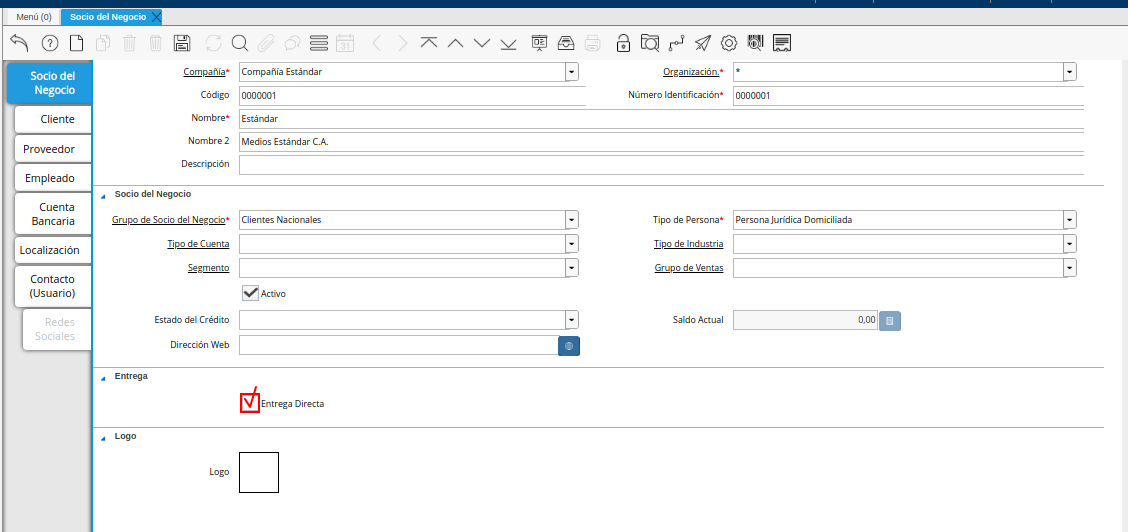 Menú (0)
Socio del Negocio
31
Socio del
Negocio
Cliente
Proveedor
Empleado
Cuenta
Bancaria
Localización
Contacto
(Usuario)
Redes
Sociales
Compañía* Compañía Estándar
Organización.* *
Código 0000001
Número Identificación* 0000001
Nombre* Estándar
Nombre 2 Medios Estándar C.A.
Descripción
Socio del Negocio
Grupo de Socio del Negocio* Clientes Nacionales
Tipo de Persona* Persona Jurídica Domiciliada
Tipo de Cuenta
Tipo de Industria
Segmento
Grupo de Ventas
Activo
Estado del Crédito
Saldo Actual 0,00
Dirección Web
Entrega
Entrega Directa
Logo
Logo